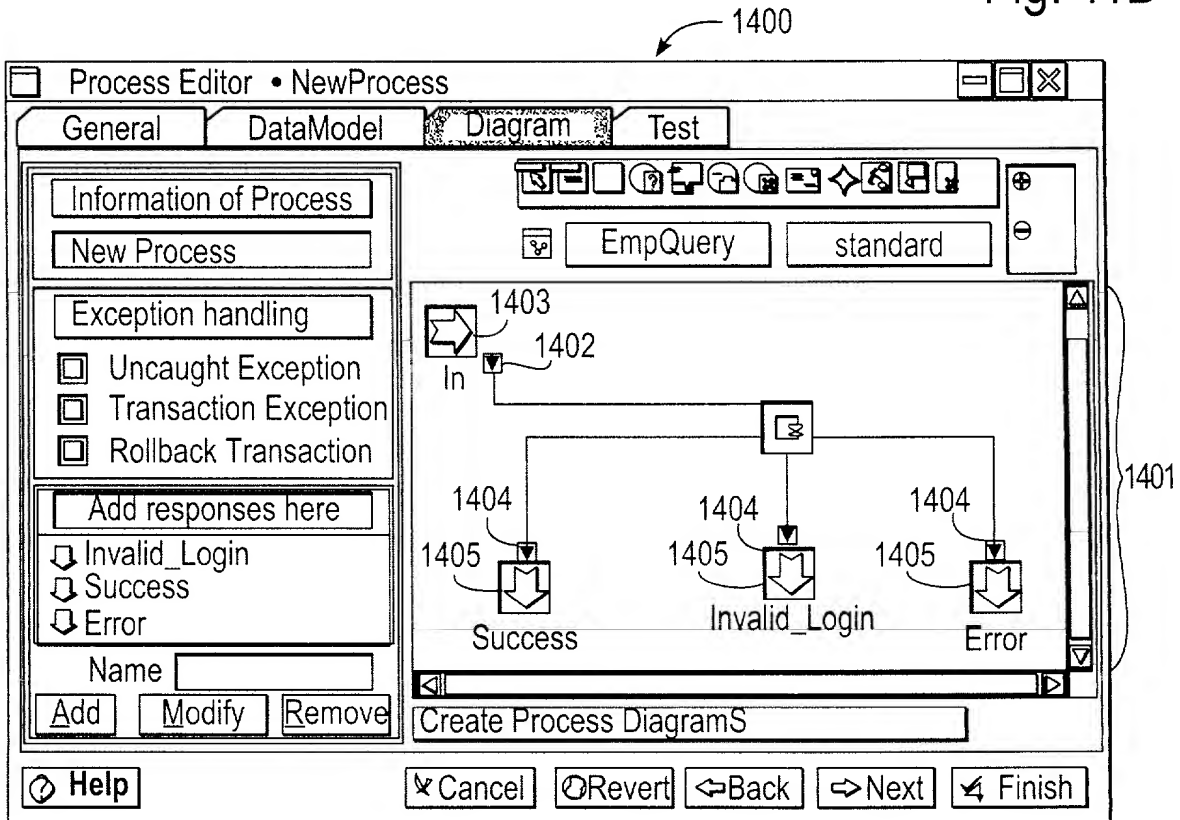 1400
Process Editor • NewProcess
General DataModel Diagram Test
Information of Process
New Process
EmpQuery standard
Exception handling
Uncaught Exception
Transaction Exception
Rollback Transaction
1403
1402
In
1401
Add responses here
Invalid_Login
Success
Error
1404 1404 1404
1405 1405 1405
Success Invalid_Login Error
Name
Add Modify Remove
Create Process DiagramS
Help Cancel Revert Back Next Finish